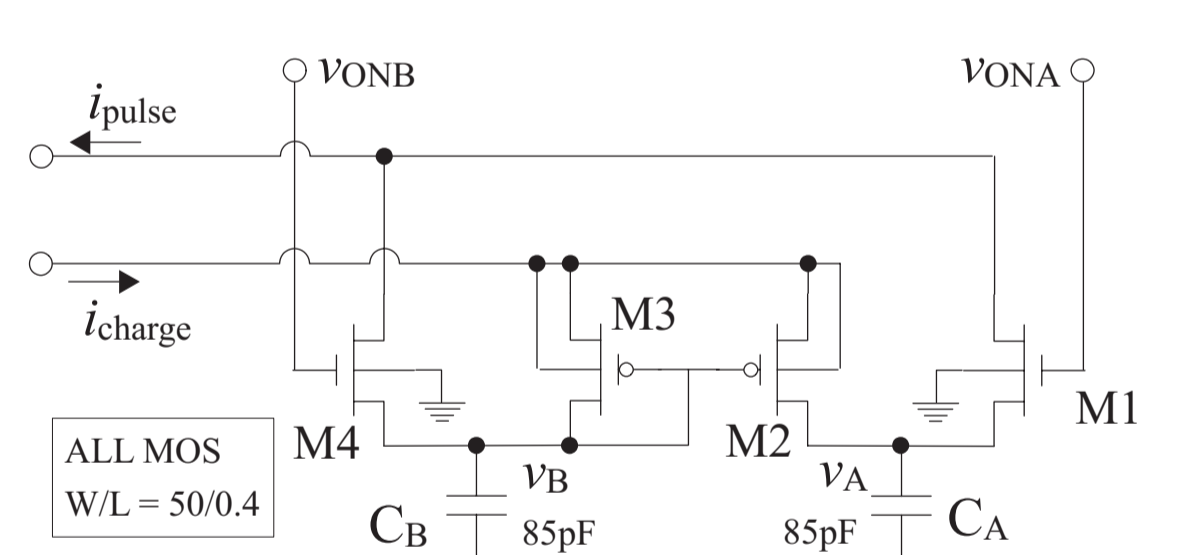 vONB
vONA
ipulse
icharge
M3
M1
M4
M2
ALL MOS
W/L = 50/0.4
vB
vA
CB
85pF
85pF
CA